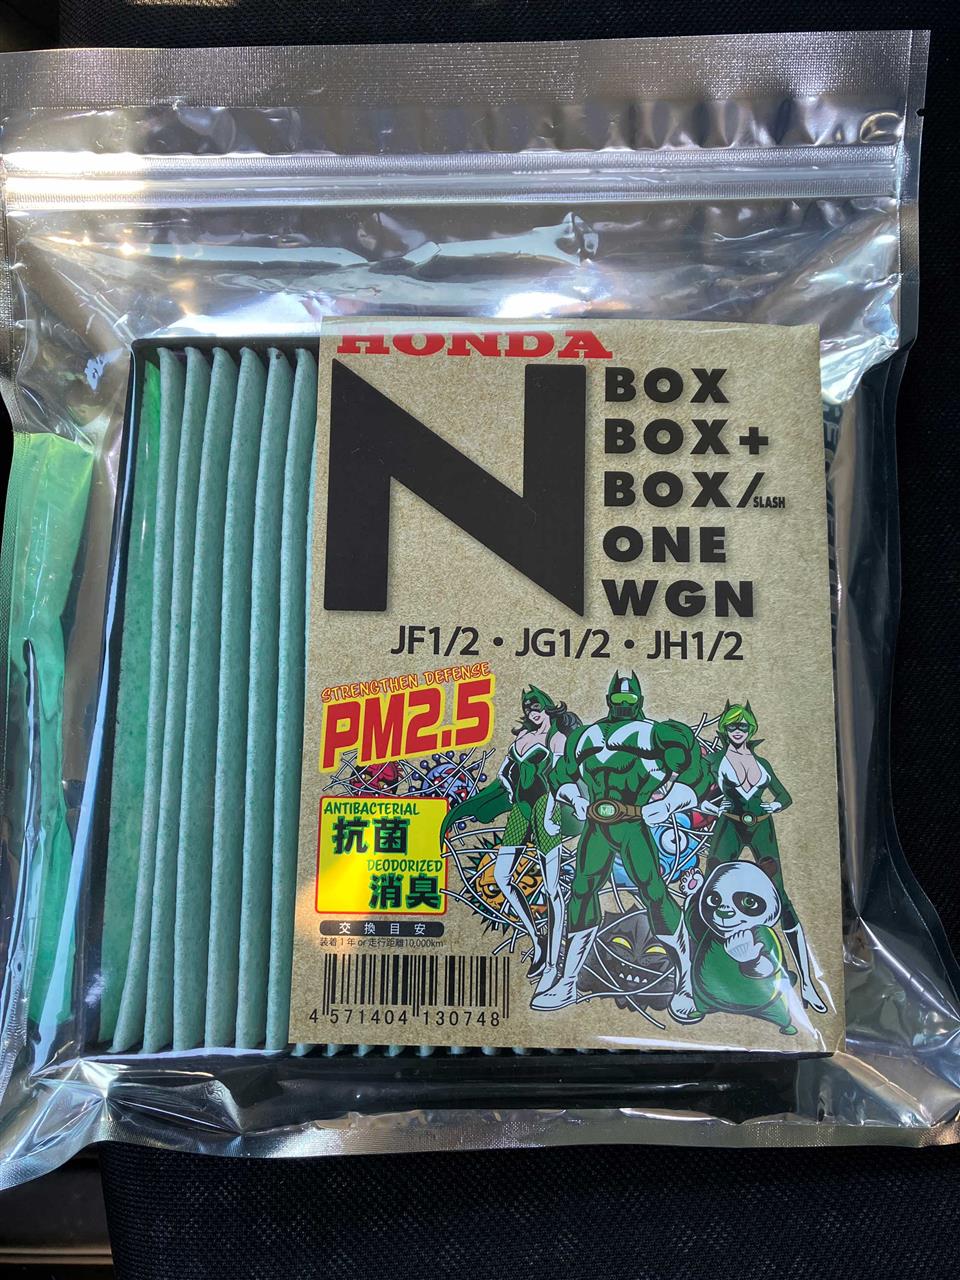 HONDA
N
BOX
BOX+
BOX/SLASH
ONE
WGN
JF1/2・JG1/2・JH1/2
STRENGTHEN DEFENSE
PM2.5
ANTIBACTERIAL
抗菌
DEODORIZED
消臭
交換目安
装着1年or走行距離10,000km
4 571404 130748